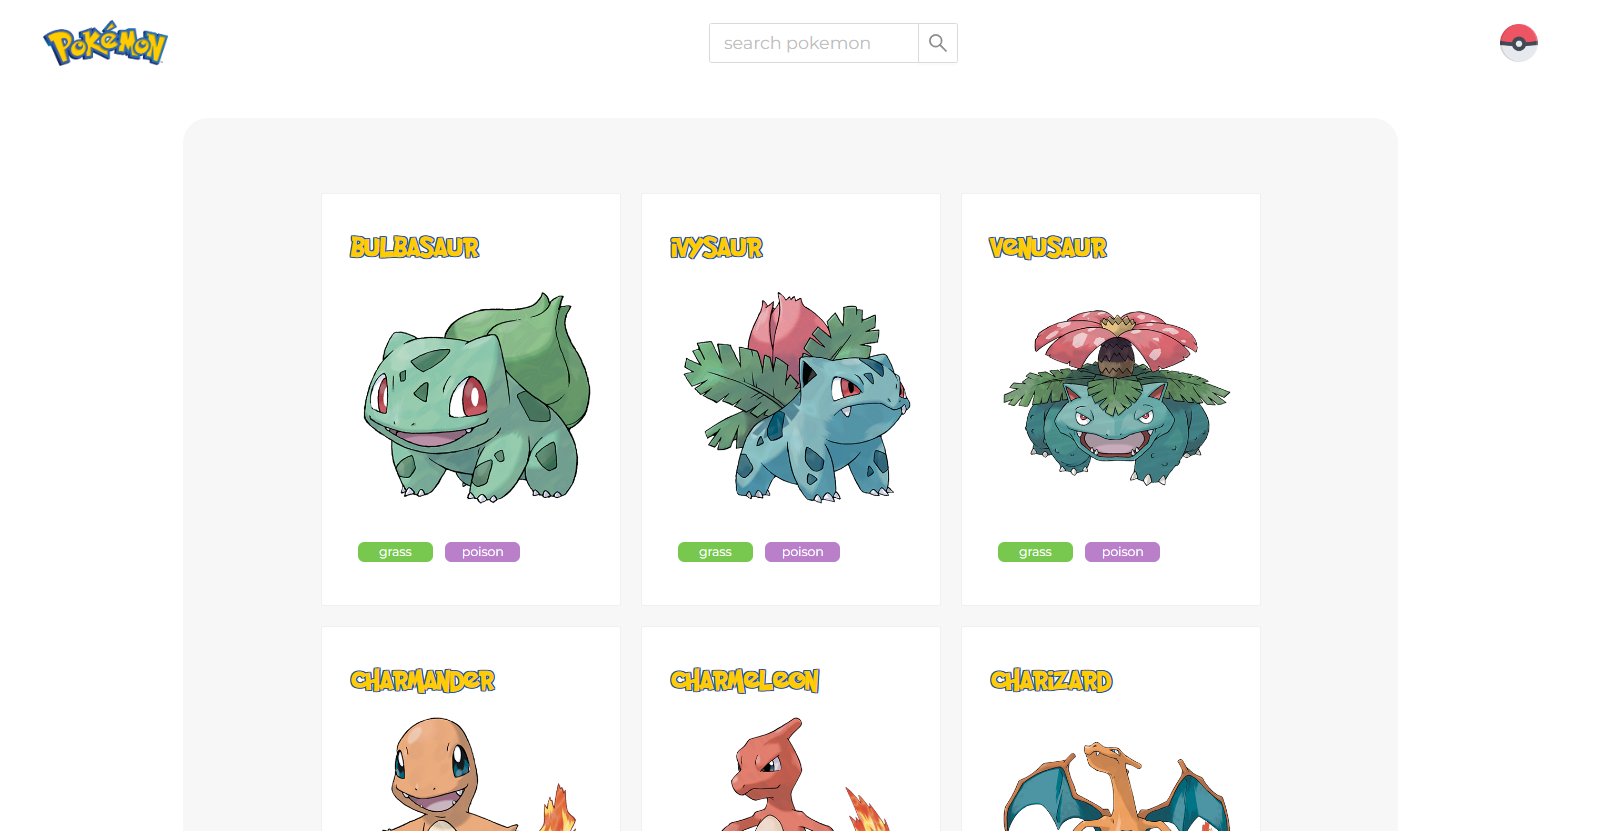 Pokémon
search pokemon
BULBASAUR
iVYSAUR
VeNUSAUR
grass poison
grass poison
grass poison
CHARMANDeR
CHARMeLeON
CHARiZARD